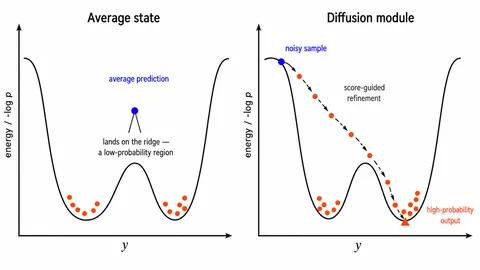 Average state
energy / -log p
average prediction
lands on the ridge —
a low-probability region
y
Diffusion module
energy / -log p
noisy sample
score-guided
refinement
high-probability
output
y